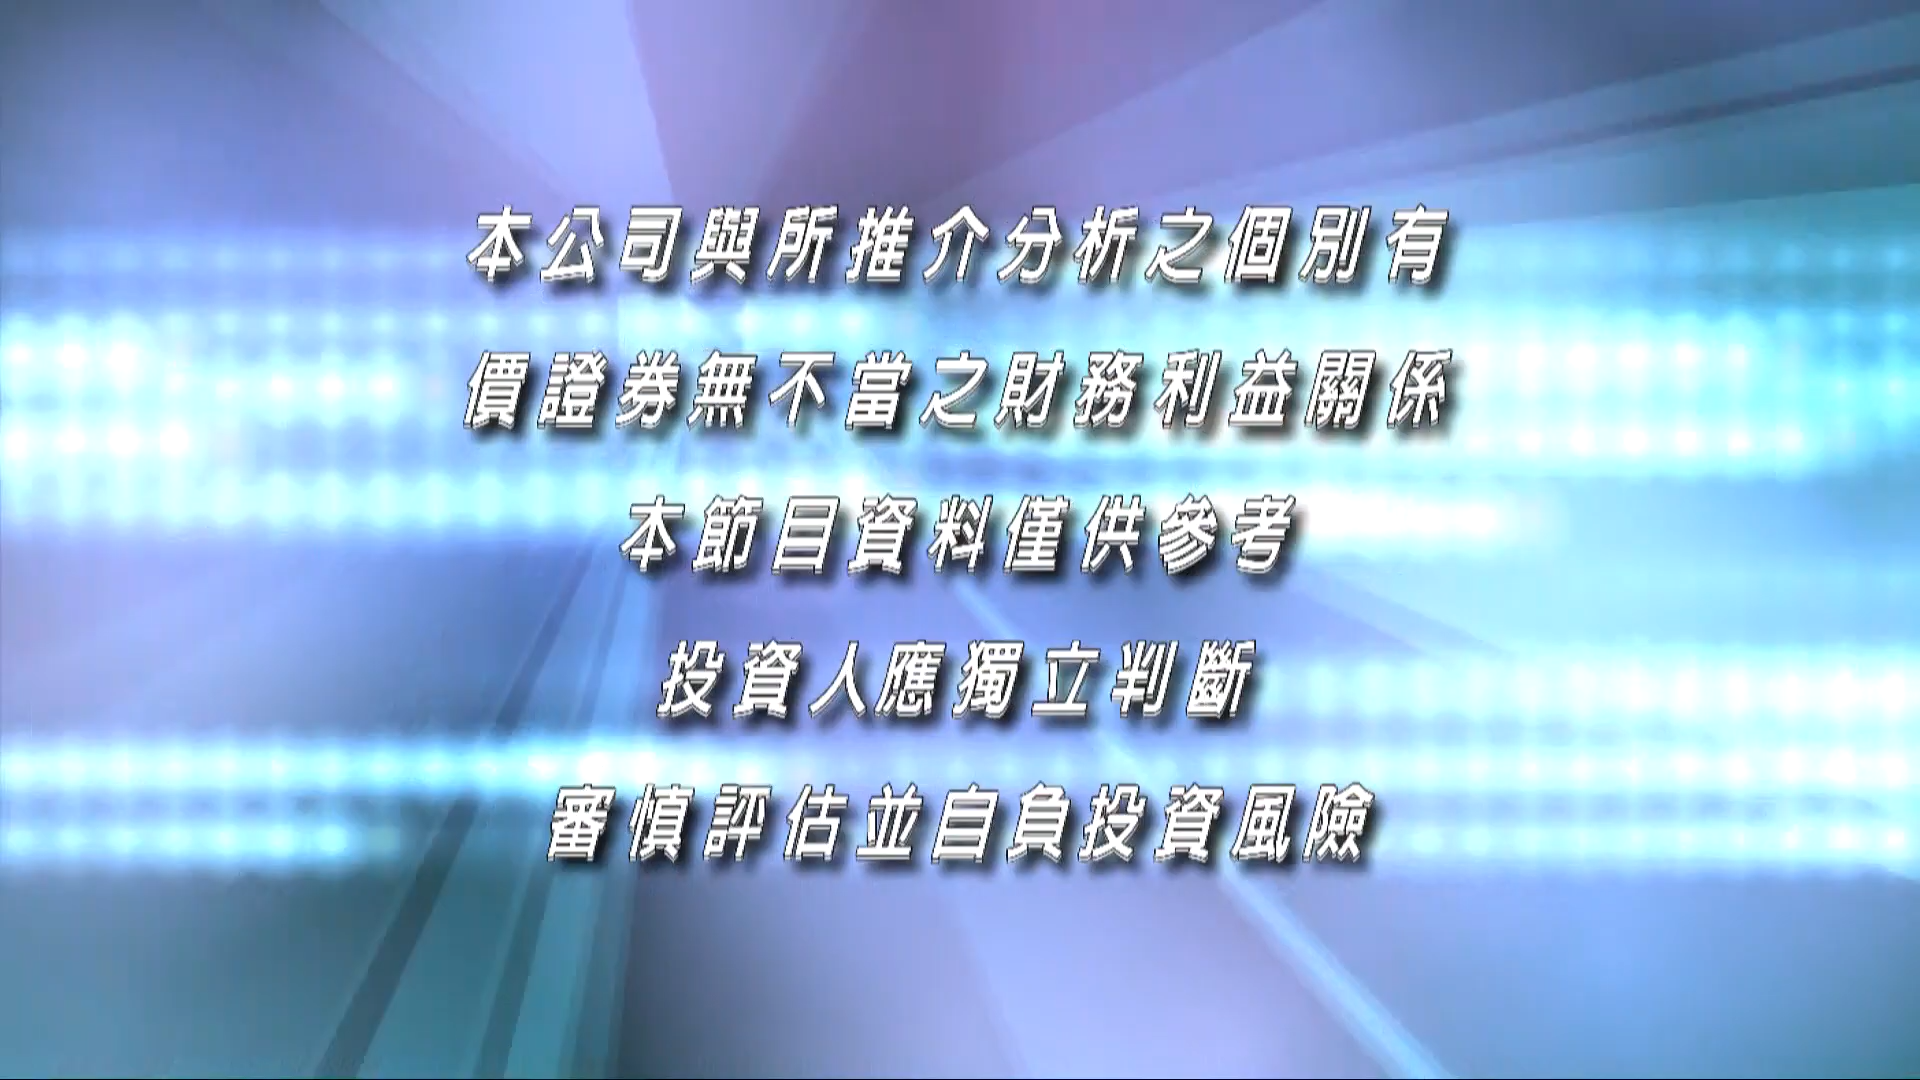 本公司與所推介分析之個別有
價證券無不當之財務利益關係
本節目資料僅供參考
投資人應獨立判斷
審慎評估並自負投資風險